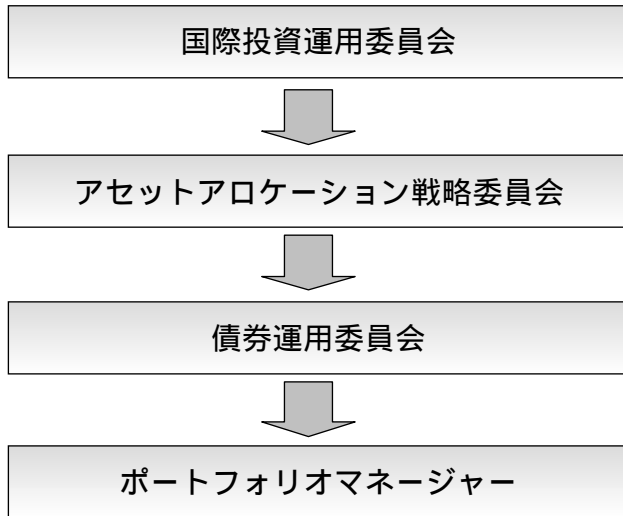 国際投資運用委員会
アセットアロケーション戦略委員会
債券運用委員会
ポートフォリオマネージャー